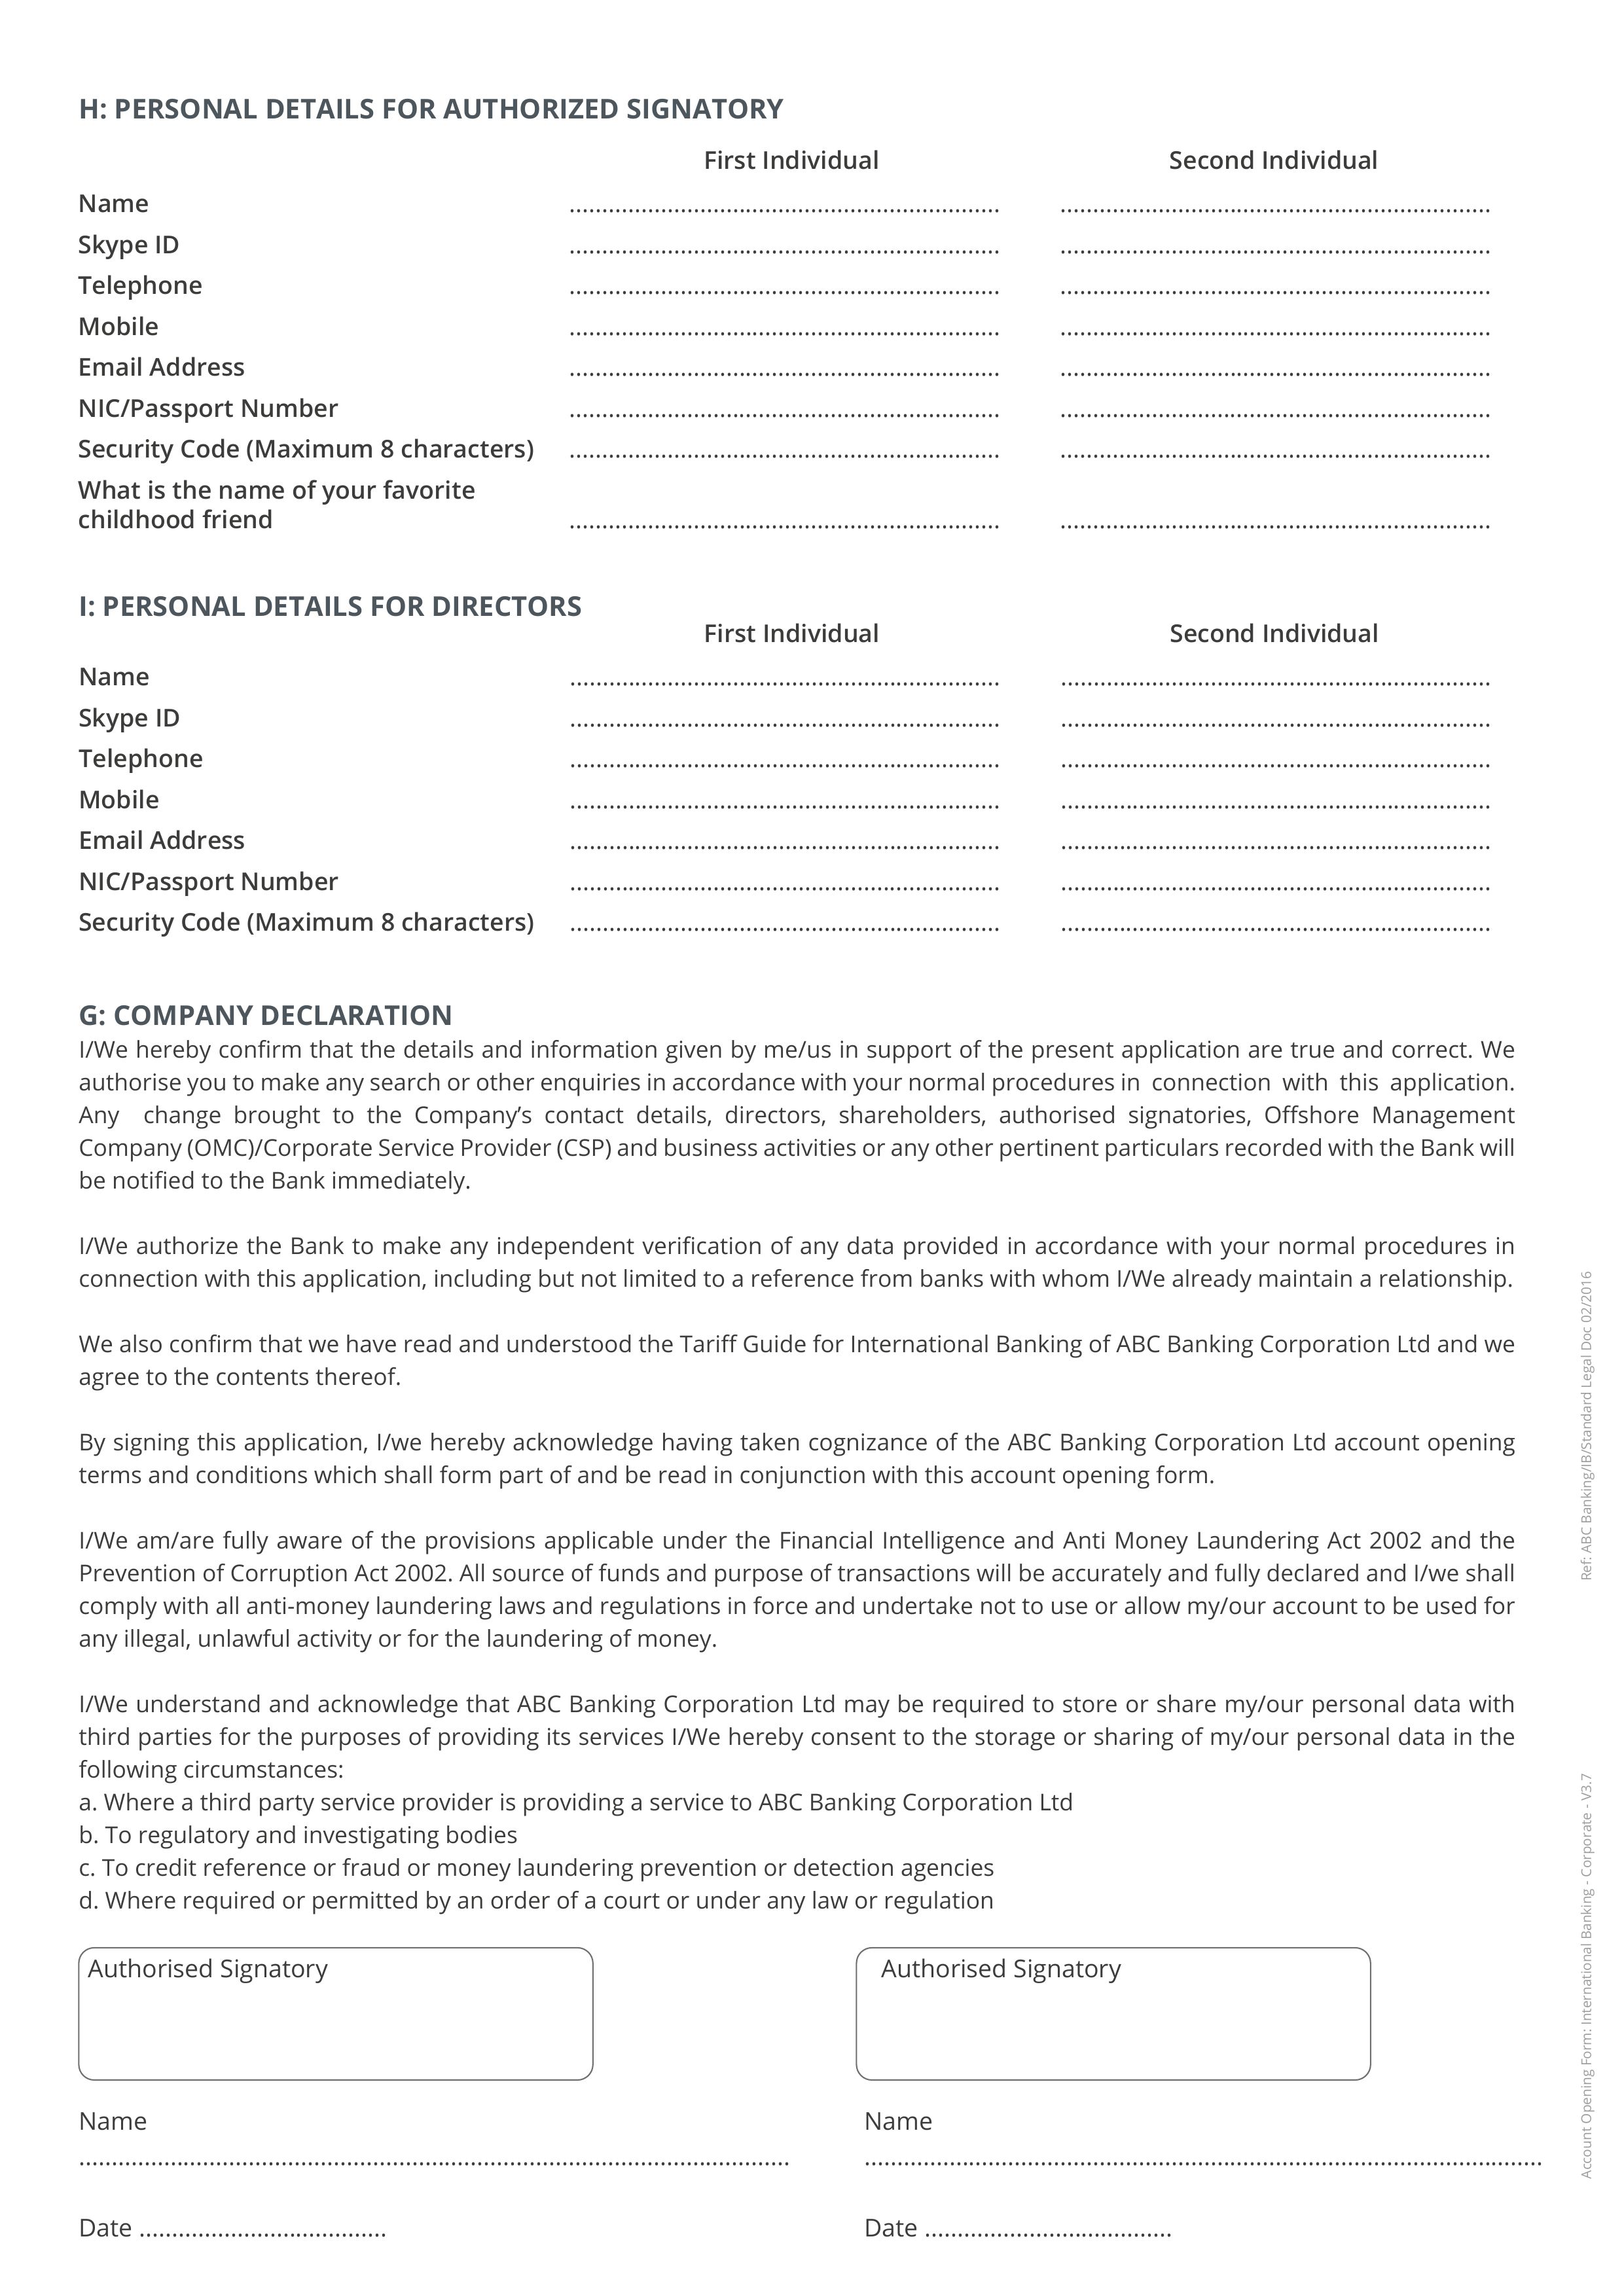 H: PERSONAL DETAILS FOR AUTHORIZED SIGNATORY
First Individual Second Individual
Name ................................................................. .................................................................
Skype ID ................................................................. .................................................................
Telephone ................................................................. .................................................................
Mobile ................................................................. .................................................................
Email Address ................................................................. .................................................................
NIC/Passport Number ................................................................. .................................................................
Security Code (Maximum 8 characters) ................................................................. .................................................................
What is the name of your favorite
childhood friend ................................................................. .................................................................
I: PERSONAL DETAILS FOR DIRECTORS
First Individual Second Individual
Name ................................................................. .................................................................
Skype ID ................................................................. .................................................................
Telephone ................................................................. .................................................................
Mobile ................................................................. .................................................................
Email Address ................................................................. .................................................................
NIC/Passport Number ................................................................. .................................................................
Security Code (Maximum 8 characters) ................................................................. .................................................................
G: COMPANY DECLARATION
I/We hereby confirm that the details and information given by me/us in support of the present application are true and correct. We
authorise you to make any search or other enquiries in accordance with your normal procedures in connection with this application.
Any change brought to the Company’s contact details, directors, shareholders, authorised signatories, Offshore Management
Company (OMC)/Corporate Service Provider (CSP) and business activities or any other pertinent particulars recorded with the Bank will
be notified to the Bank immediately.
I/We authorize the Bank to make any independent verification of any data provided in accordance with your normal procedures in
connection with this application, including but not limited to a reference from banks with whom I/We already maintain a relationship.
We also confirm that we have read and understood the Tariff Guide for International Banking of ABC Banking Corporation Ltd and we
agree to the contents thereof.
By signing this application, I/we hereby acknowledge having taken cognizance of the ABC Banking Corporation Ltd account opening
terms and conditions which shall form part of and be read in conjunction with this account opening form.
I/We am/are fully aware of the provisions applicable under the Financial Intelligence and Anti Money Laundering Act 2002 and the
Prevention of Corruption Act 2002. All source of funds and purpose of transactions will be accurately and fully declared and I/we shall
comply with all anti-money laundering laws and regulations in force and undertake not to use or allow my/our account to be used for
any illegal, unlawful activity or for the laundering of money.
I/We understand and acknowledge that ABC Banking Corporation Ltd may be required to store or share my/our personal data with
third parties for the purposes of providing its services I/We hereby consent to the storage or sharing of my/our personal data in the
following circumstances:
a. Where a third party service provider is providing a service to ABC Banking Corporation Ltd
b. To regulatory and investigating bodies
c. To credit reference or fraud or money laundering prevention or detection agencies
d. Where required or permitted by an order of a court or under any law or regulation
Authorised Signatory Authorised Signatory
Name Name
............................................................................................................ .......................................................................................................
Date ...................................... Date ......................................
Ref: ABC Banking/IB/Standard Legal Doc 02/2016
Account Opening Form: International Banking - Corporate - V3.7